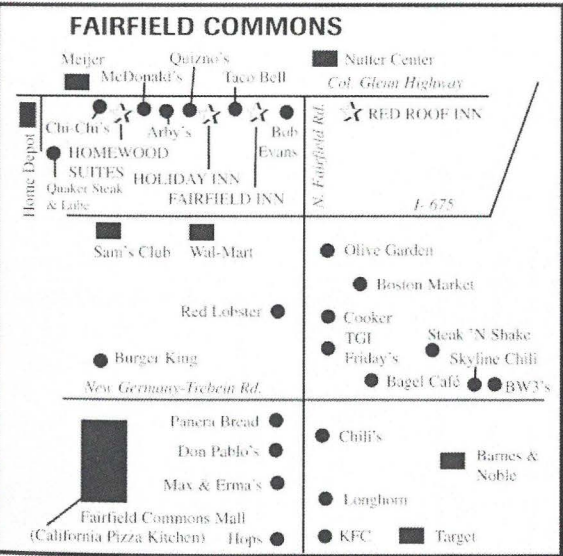 FAIRFIELD COMMONS
Meijer
Quizno's
Nutter Center
McDonald's
Taco Bell
Col. Glenn Highway
Home Depot
Chi-Chi's
Arby's
Bob
Evans
N. Fairfield Rd.
RED ROOF INN
HOMEWOOD
SUITES
HOLIDAY INN
Quaker Steak
& Lube
FAIRFIELD INN
I- 675
Sam's Club
Wal-Mart
Olive Garden
Boston Market
Red Lobster
Cooker
TGI
Friday's
Steak 'N Shake
Skyline Chili
Burger King
Bagel Café
BW3's
New Germany-Trebein Rd.
Panera Bread
Chili's
Don Pablo's
Barnes &
Noble
Max & Erma's
Longhorn
Fairfield Commons Mall
(California Pizza Kitchen)
Hops
KFC
Target